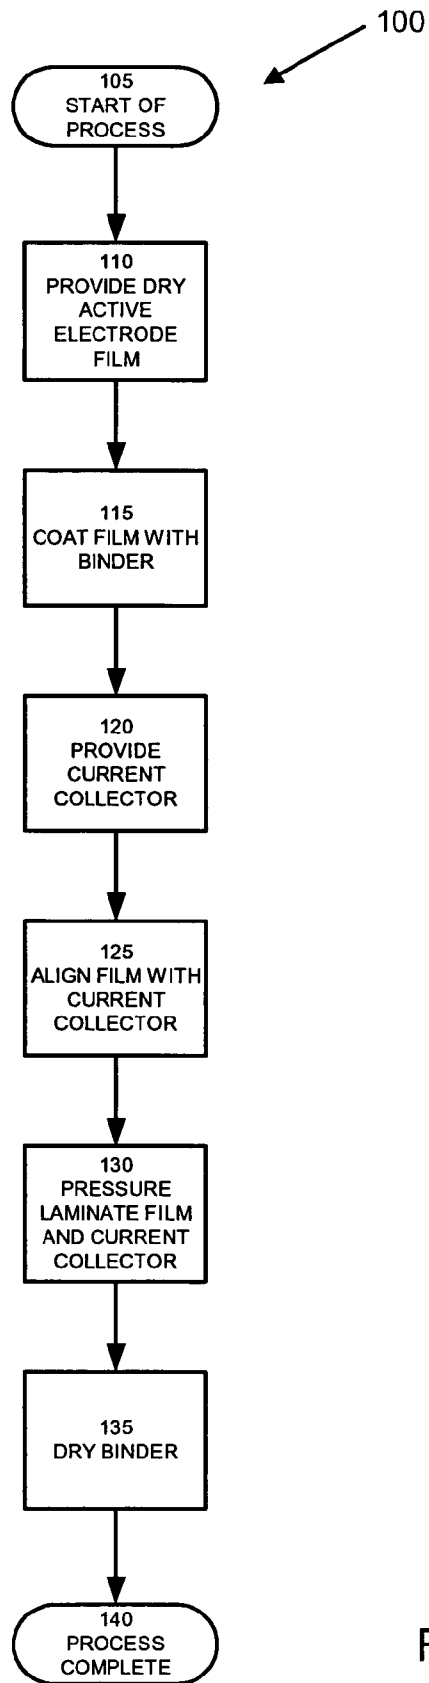 100
105
START OF
PROCESS
110
PROVIDE DRY
ACTIVE
ELECTRODE
FILM
115
COAT FILM WITH
BINDER
120
PROVIDE
CURRENT
COLLECTOR
125
ALIGN FILM WITH
CURRENT
COLLECTOR
130
PRESSURE
LAMINATE FILM
AND CURRENT
COLLECTOR
135
DRY BINDER
140
PROCESS
COMPLETE
F